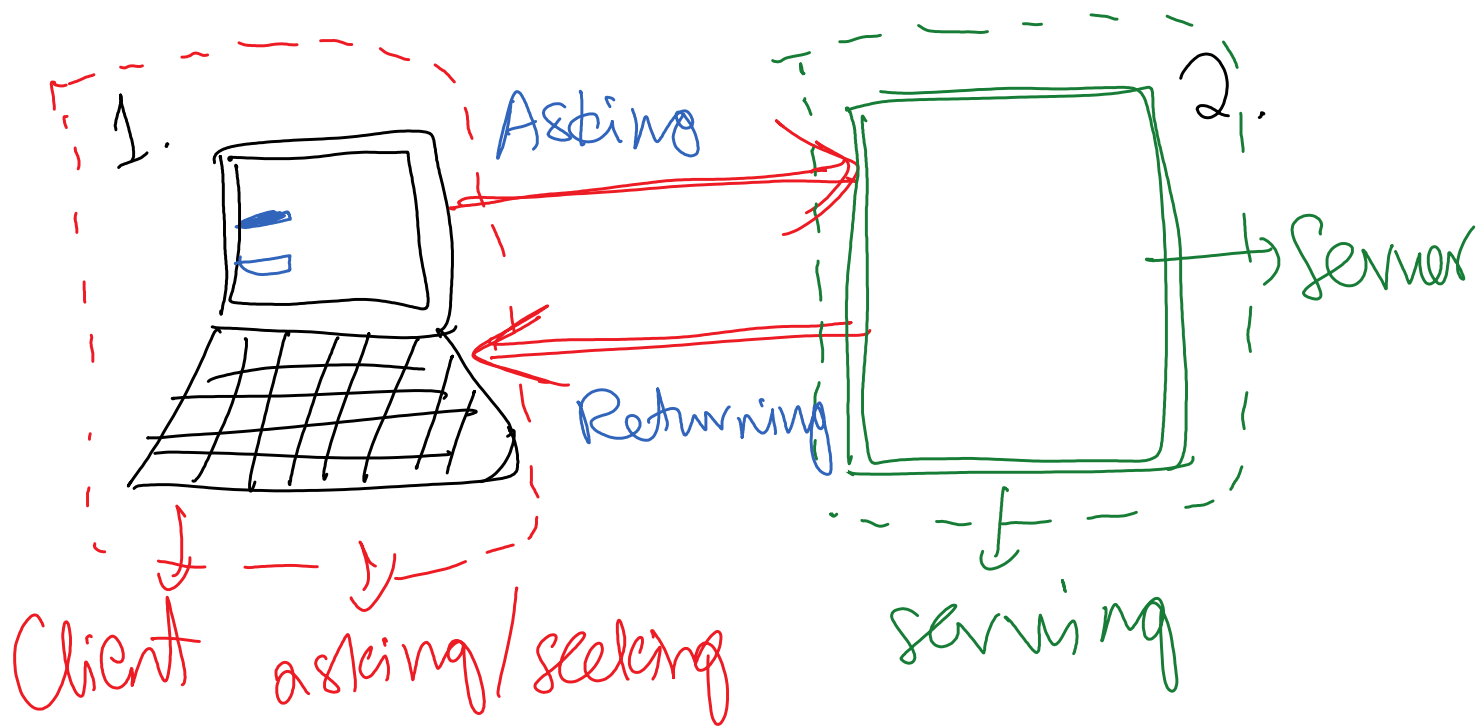 1.
2.
Asking
Server
Returning
Client
asking/seeking
serving